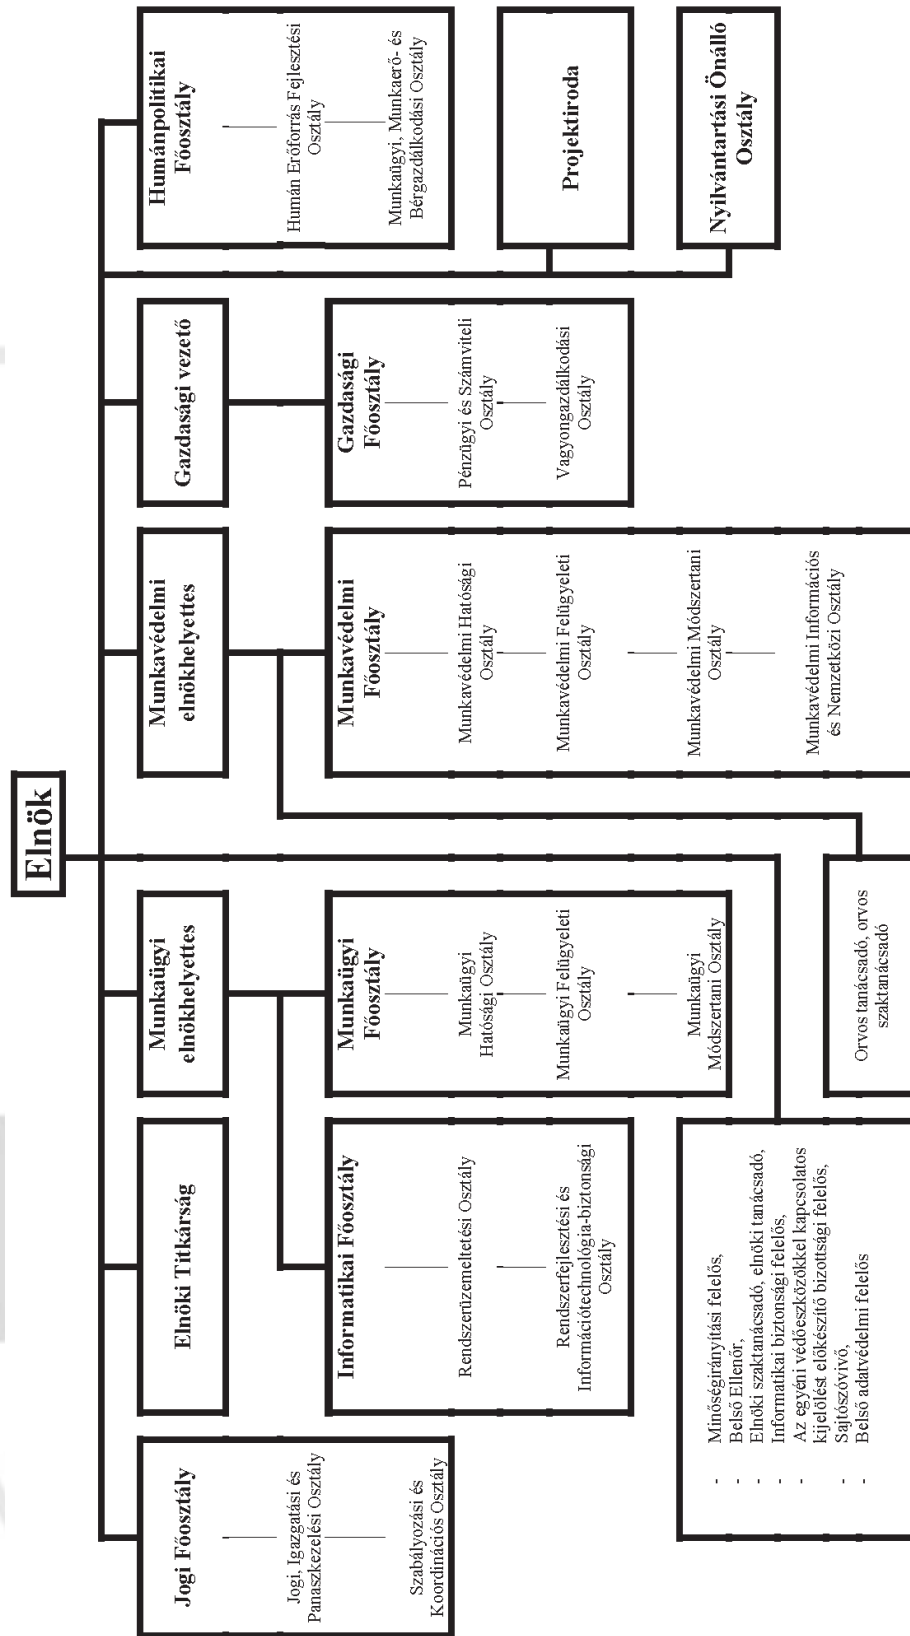 Elnök
Jogi Főosztály
Jogi, Igazgatási és
Panaszkezelési Osztály
Szabályozási és
Koordinációs Osztály
Elnöki Titkárság
Munkaügyi
elnökhelyettes
Munkavédelmi
elnökhelyettes
Gazdasági vezető
Humánpolitikai
Főosztály
Humán Erőforrás Fejlesztési
Osztály
Munkaügyi, Munkaerő- és
Bérgazdálkodási Osztály
Informatikai Főosztály
Rendszerüzemeltetési Osztály
Rendszerfejlesztési és
Információtechnológia-biztonsági
Osztály
Munkaügyi
Főosztály
Munkaügyi
Hatósági Osztály
Munkaügyi Felügyeleti
Osztály
Munkaügyi
Módszertani Osztály
Munkavédelmi
Főosztály
Munkavédelmi Hatósági
Osztály
Munkavédelmi Felügyeleti
Osztály
Munkavédelmi Módszertani
Osztály
Munkavédelmi Információs
és Nemzetközi Osztály
Gazdasági
Főosztály
Pénzügyi és Számviteli
Osztály
Vagyongazdálkodási
Osztály
Projektiroda
Nyilvántartási Önálló
Osztály
- Minőségirányítási felelős,
- Belső Ellenőr,
- Elnöki szaktanácsadó, elnöki tanácsadó,
- Informatikai biztonsági felelős,
- Az egyéni védőeszközökkel kapcsolatos
kijelölést előkészítő bizottsági felelős,
- Sajtószóvivő,
- Belső adatvédelmi felelős
Orvos tanácsadó, orvos
szaktanácsadó